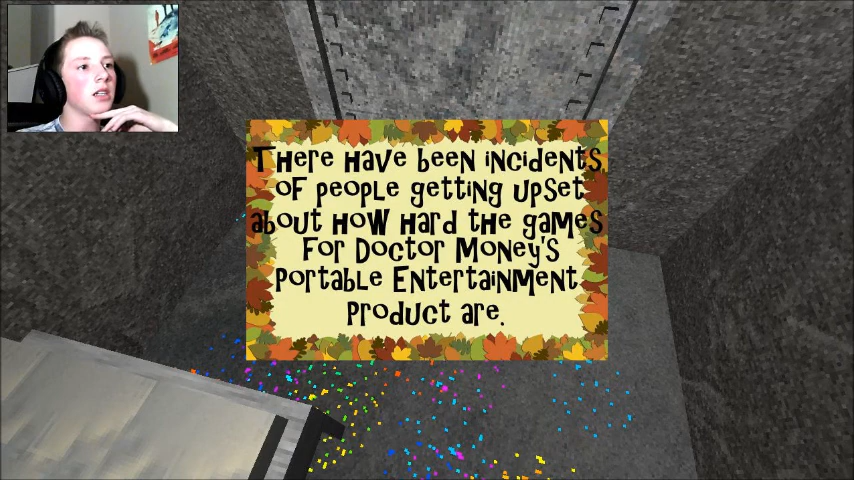 There have been incidents
of people getting upset
about how hard the games
for Doctor Money's
Portable Entertainment
Product are.